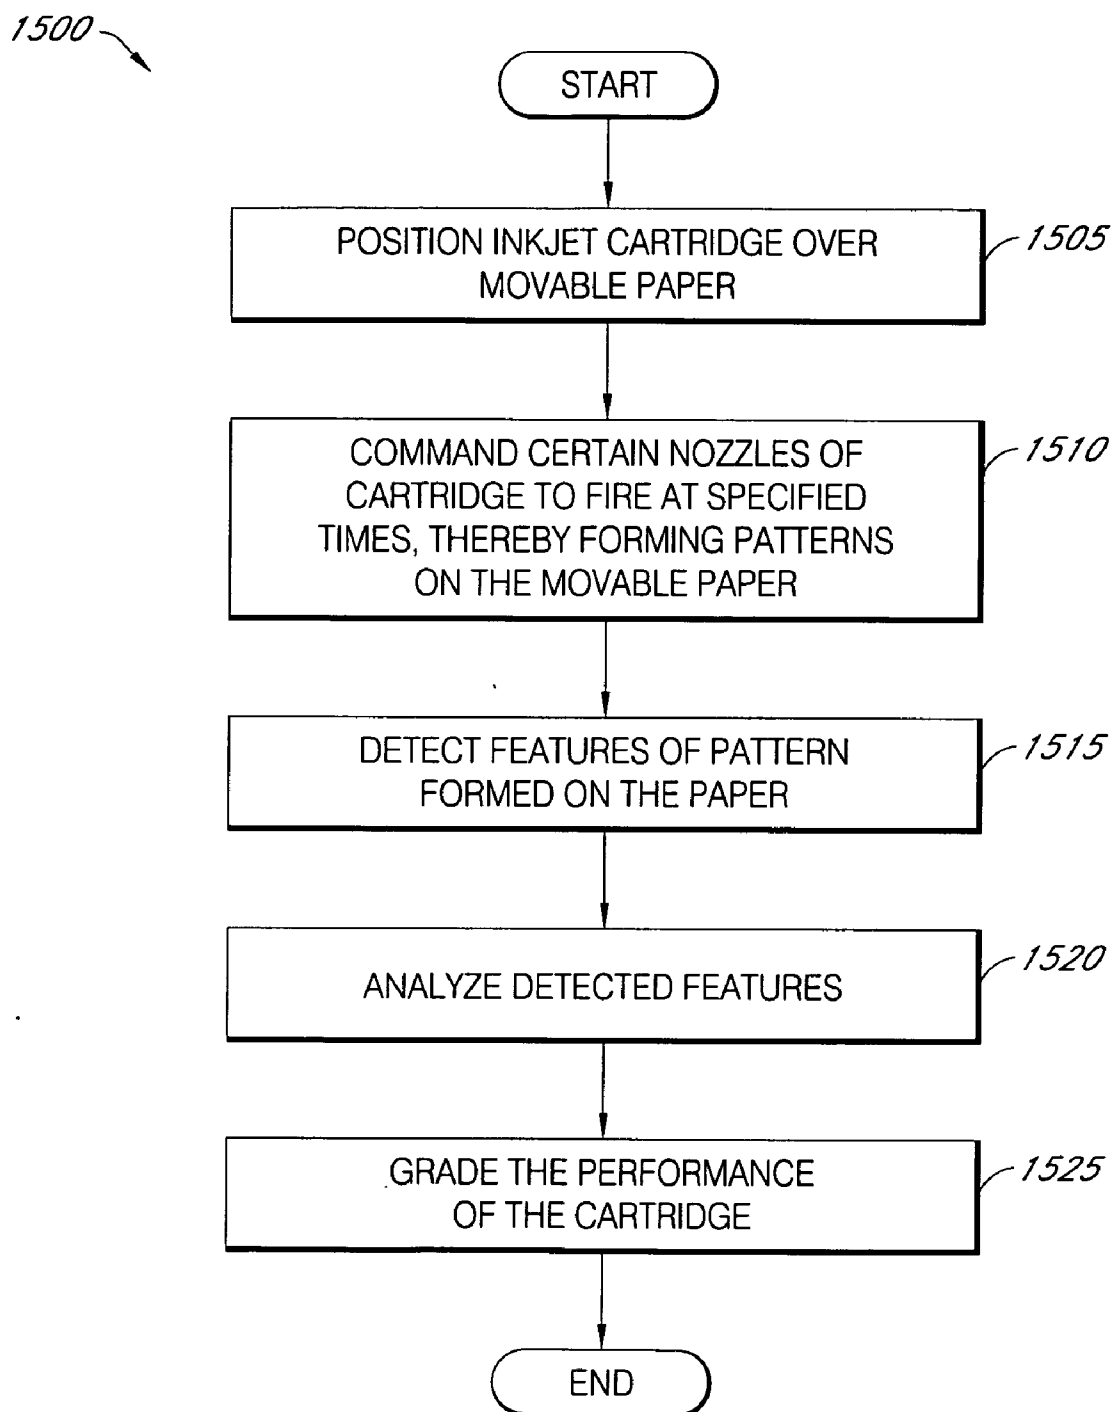 1500
START
POSITION INKJET CARTRIDGE OVER
MOVABLE PAPER
1505
COMMAND CERTAIN NOZZLES OF
CARTRIDGE TO FIRE AT SPECIFIED
TIMES, THEREBY FORMING PATTERNS
ON THE MOVABLE PAPER
1510
DETECT FEATURES OF PATTERN
FORMED ON THE PAPER
1515
ANALYZE DETECTED FEATURES
1520
GRADE THE PERFORMANCE
OF THE CARTRIDGE
1525
END